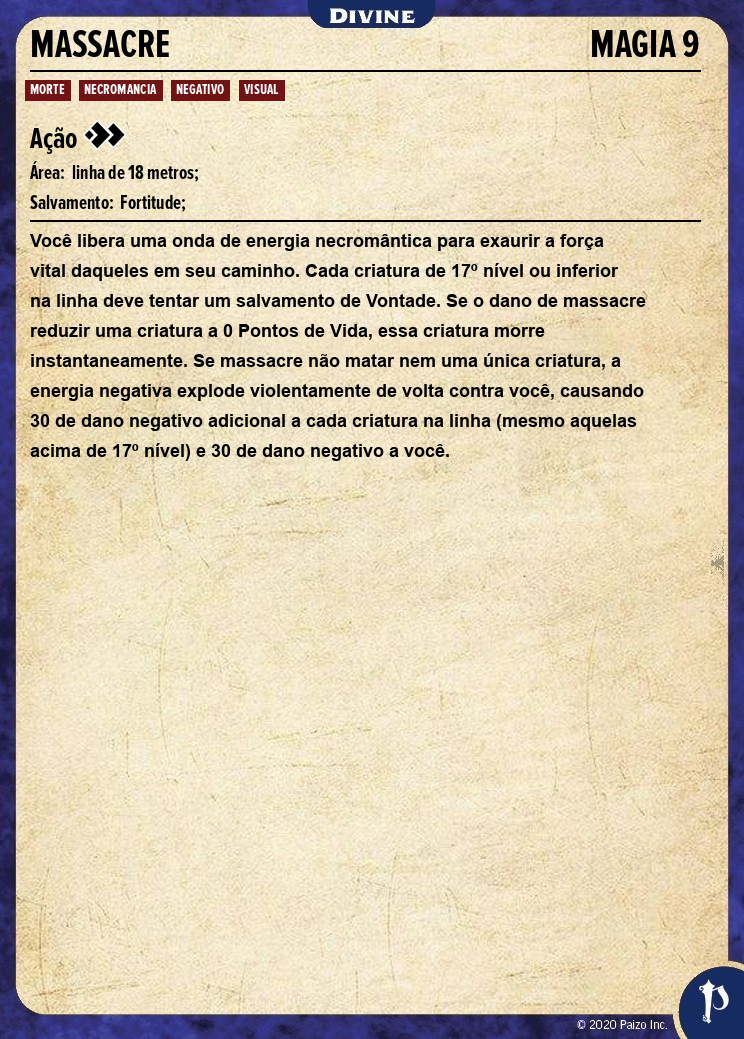 DIVINE
MASSACRE MAGIA 9
MORTE NECROMANCIA NEGATIVO VISUAL
Ação
Área: linha de 18 metros;
Salvamento: Fortitude;
Você libera uma onda de energia necromântica para exaurir a força
vital daqueles em seu caminho. Cada criatura de 17º nível ou inferior
na linha deve tentar um salvamento de Vontade. Se o dano de massacre
reduzir uma criatura a 0 Pontos de Vida, essa criatura morre
instantaneamente. Se massacre não matar nem uma única criatura, a
energia negativa explode violentamente de volta contra você, causando
30 de dano negativo adicional a cada criatura na linha (mesmo aquelas
acima de 17º nível) e 30 de dano negativo a você.
© 2020 Paizo Inc.
P